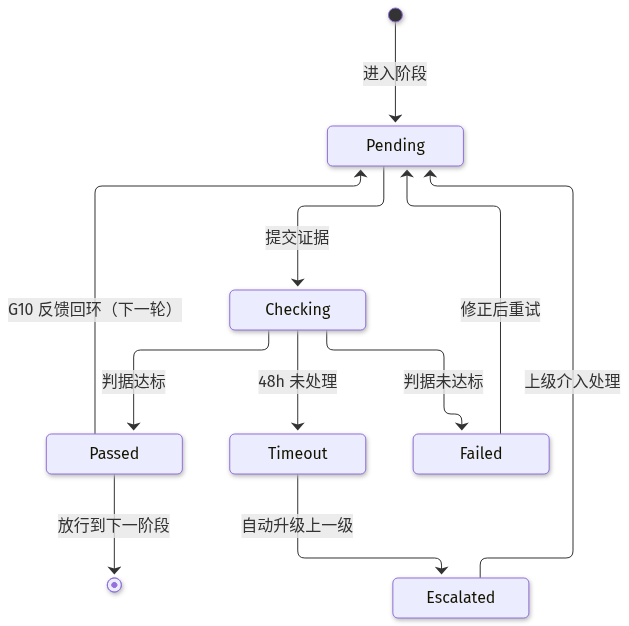 进入阶段
Pending
提交证据
G10 反馈回环（下一轮）
Checking
修正后重试
判据达标
48h 未处理
判据未达标
上级介入处理
Passed
Timeout
Failed
放行到下一阶段
自动升级上一级
Escalated